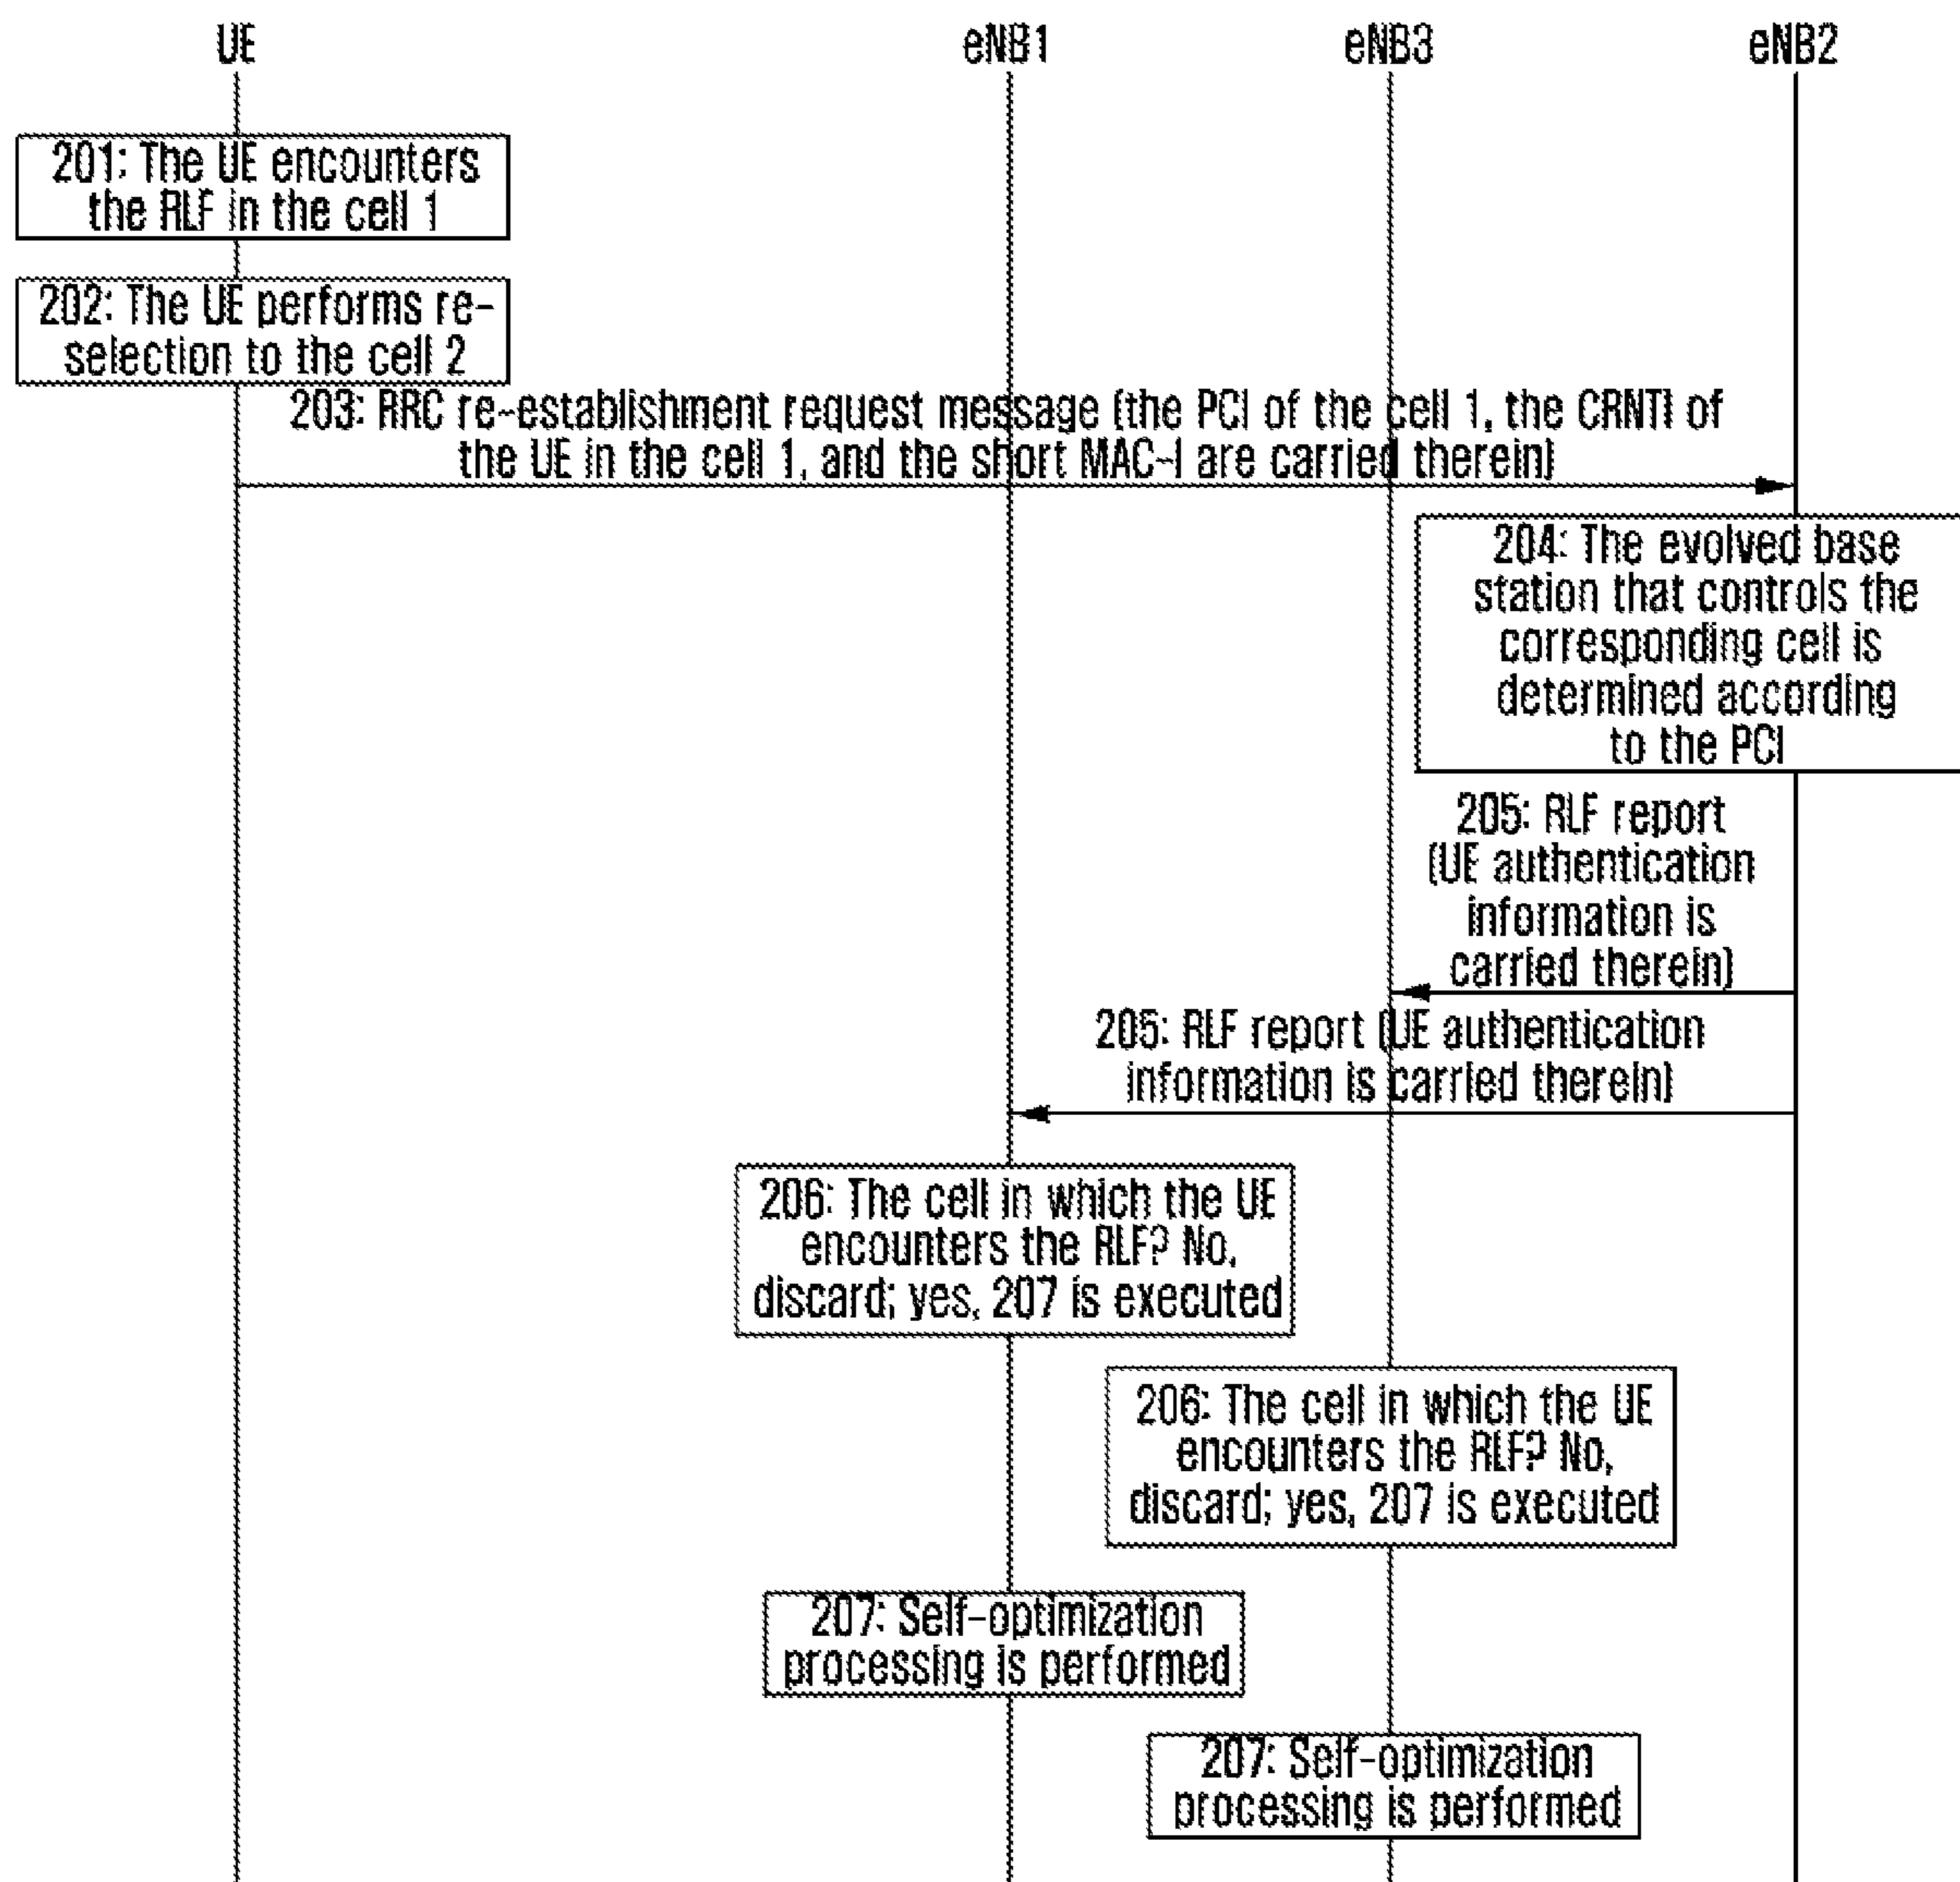 UE eNB1 eNB3 eNB2
201: The UE encounters
the RLF in the cell 1
202: The UE performs re-
selection to the cell 2
203: RRC re-establishment request message (the PCI of the cell 1, the CRNTI of
the UE in the cell 1, and the short MAC-I are carried therein)
204: The evolved base
station that controls the
corresponding cell is
determined according
to the PCI
205: RLF report
(UE authentication
information is
carried therein)
205: RLF report (UE authentication
information is carried therein)
206: The cell in which the UE
encounters the RLF? No,
discard; yes, 207 is executed
206: The cell in which the UE
encounters the RLF? No,
discard; yes, 207 is executed
207: Self-optimization
processing is performed
207: Self-optimization
processing is performed